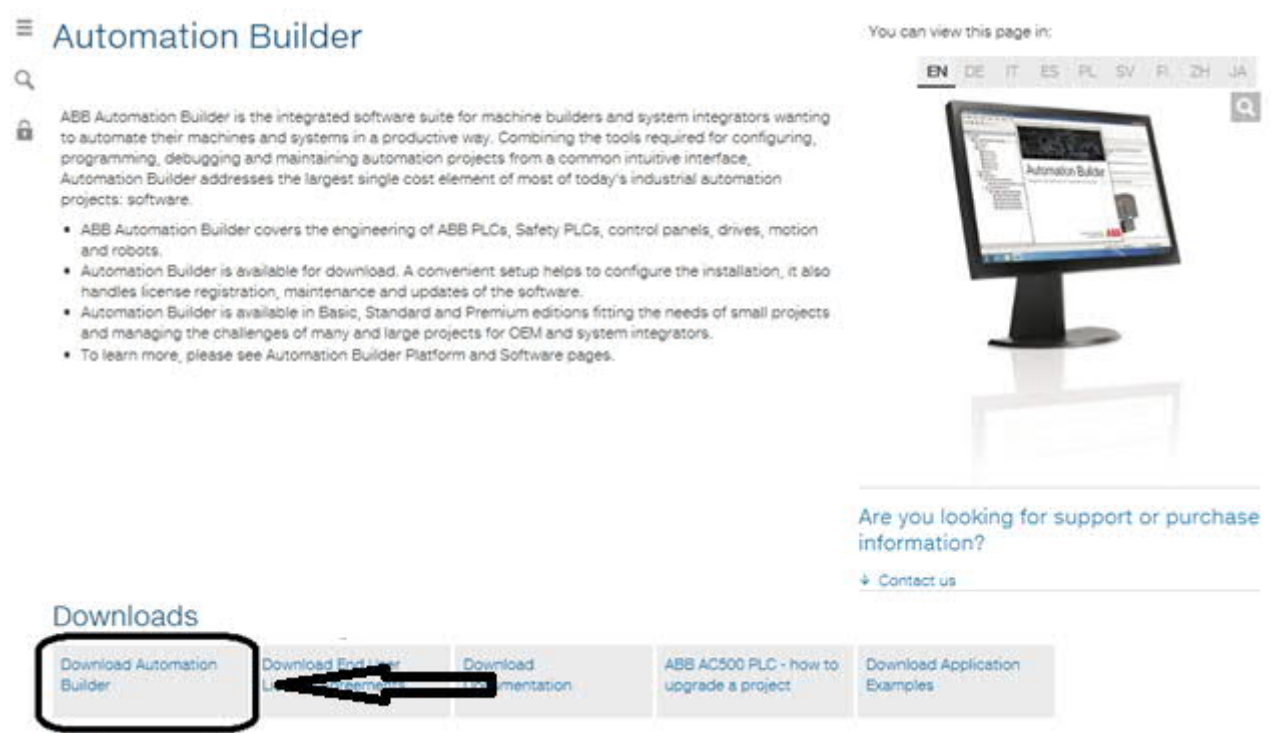 Automation Builder
You can view this page in:
EN DE IT ES PL SV FI ZH JA
ABB Automation Builder is the integrated software suite for machine builders and system integrators wanting
to automate their machines and systems in a productive way. Combining the tools required for configuring,
programming, debugging and maintaining automation projects from a common intuitive interface,
Automation Builder addresses the largest single cost element of most of today's industrial automation
projects: software.
• ABB Automation Builder covers the engineering of ABB PLCs, Safety PLCs, control panels, drives, motion
and robots.
• Automation Builder is available for download. A convenient setup helps to configure the installation, it also
handles license registration, maintenance and updates of the software.
• Automation Builder is available in Basic, Standard and Premium editions fitting the needs of small projects
and managing the challenges of many and large projects for OEM and system integrators.
• To learn more, please see Automation Builder Platform and Software pages.
Automation Builder
ABB
Are you looking for support or purchase
information?
Contact us
Downloads
Download Automation
Builder
Download End User
Download
ABB AC500 PLC - how to
upgrade a project
Download Application
Examples